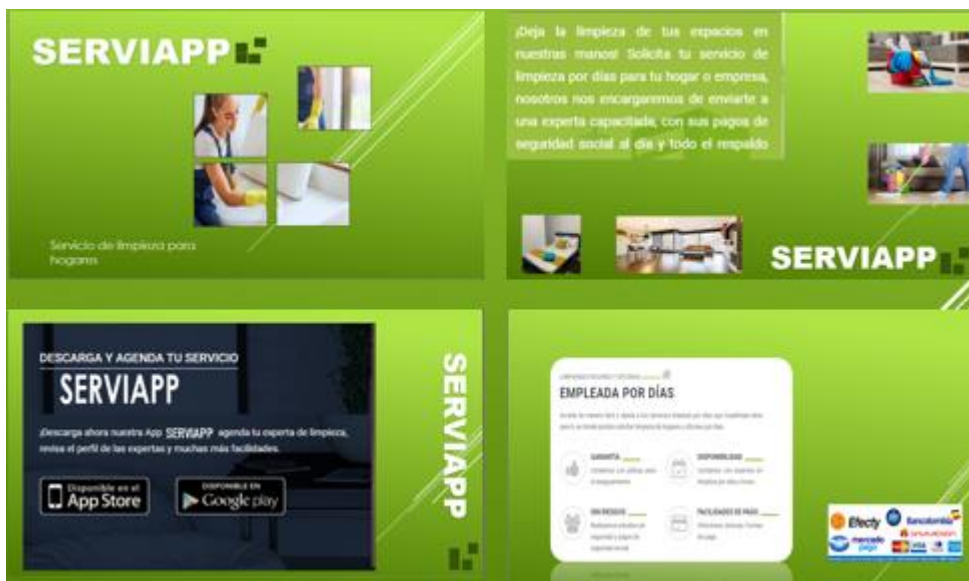 SERVIAPP
Servicio de limpieza para
hogares
¡Deja la limpieza de tus espacios en
nuestras manos! Solicita tu servicio de
limpieza por días para tu hogar o empresa,
nosotros nos encargaremos de enviarte a
una experta capacitada, con sus pagos de
seguridad social al día y todo el respaldo
SERVIAPP
DESCARGA Y AGENDA TU SERVICIO
SERVIAPP
¡Descarga ahora nuestra App SERVIAPP agenda tu experta de limpieza,
revisa el perfil de las expertas y muchas más facilidades.
Disponible en el
App Store
DISPONIBLE EN
Google play
SERVIAPP
EMPLEADA POR DÍAS
GARANTÍA
DISPONIBILIDAD
SIN RIESGOS
FACILIDADES DE PAGO
Efecty
Bancolombia
mercado
pago
DAVIVIENDA
VISA